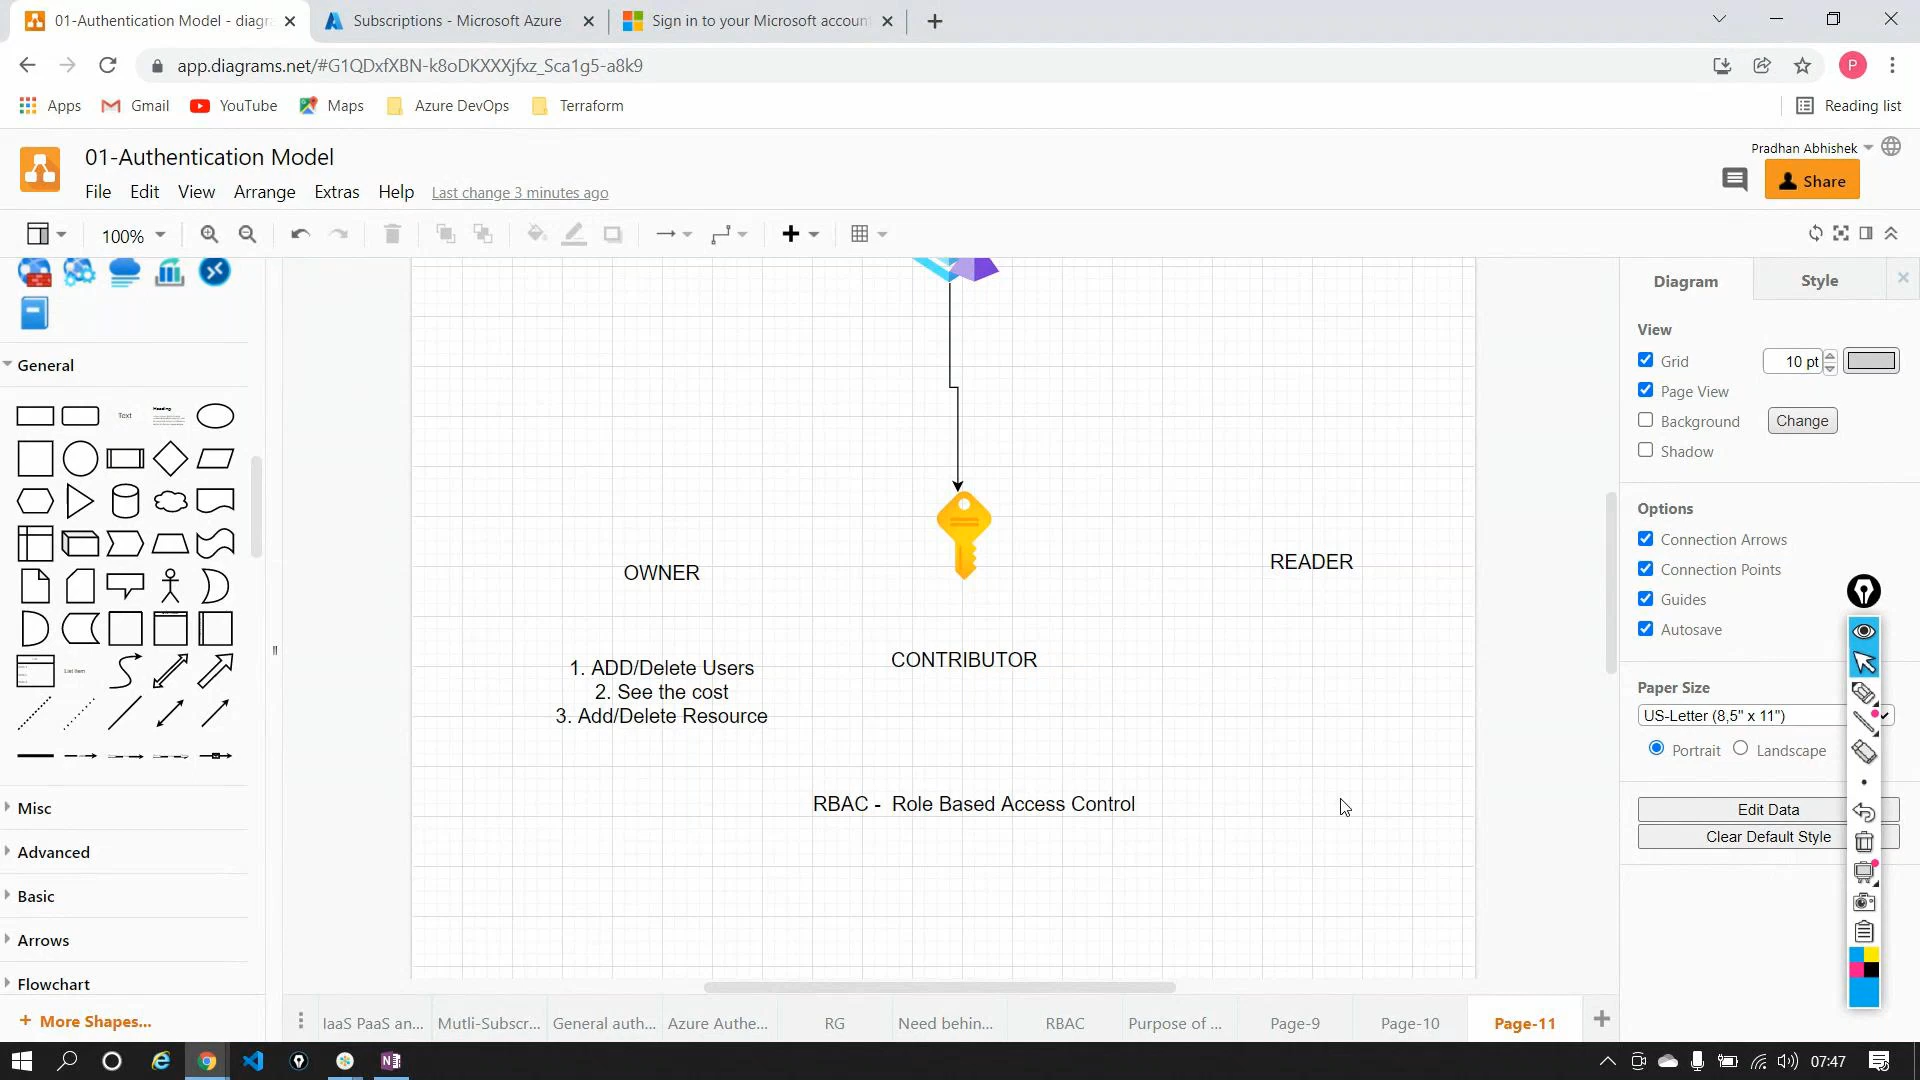 01-Authentication Model - diagra
Subscriptions - Microsoft Azure
Sign in to your Microsoft accoun
app.diagrams.net/#G1QDxfXBN-k8oDKXXXjfxz_Sca1g5-a8k9
P
Apps
Gmail
YouTube
Maps
Azure DevOps
Terraform
Reading list
01-Authentication Model
Pradhan Abhishek
File
Edit
View
Arrange
Extras
Help
Last change 3 minutes ago
Share
100%
General
Text
Heading
List Item
Misc
Advanced
Basic
Arrows
Flowchart
+ More Shapes...
OWNER
READER
CONTRIBUTOR
1. ADD/Delete Users
2. See the cost
3. Add/Delete Resource
RBAC - Role Based Access Control
Diagram
Style
View
Grid
10 pt
Page View
Background
Change
Shadow
Options
Connection Arrows
Connection Points
Guides
Autosave
Paper Size
US-Letter (8,5" x 11")
Portrait
Landscape
Edit Data
Clear Default Style
IaaS PaaS an...
Mutli-Subscr...
General auth...
Azure Authe...
RG
Need behin...
RBAC
Purpose of ...
Page-9
Page-10
Page-11
07:47